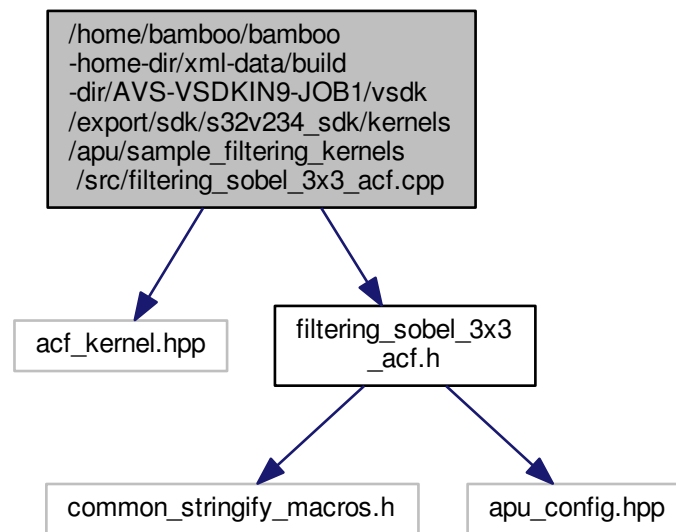 /home/bamboo/bamboo
-home-dir/xml-data/build
-dir/AVS-VSDKIN9-JOB1/vsdk
/export/sdk/s32v234_sdk/kernels
/apu/sample_filtering_kernels
/src/filtering_sobel_3x3_acf.cpp
acf_kernel.hpp
filtering_sobel_3x3
_acf.h
common_stringify_macros.h
apu_config.hpp